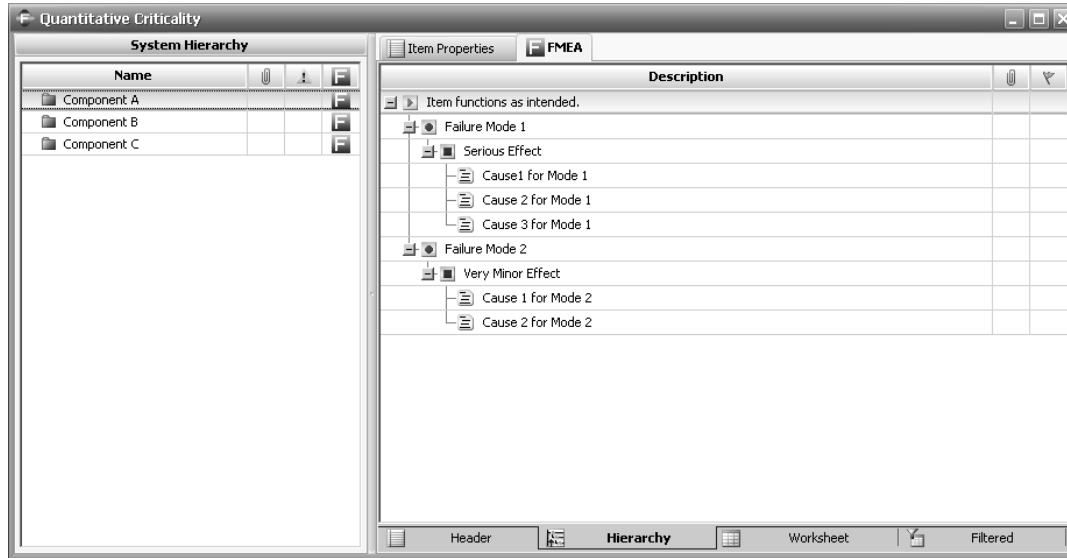 Quantitative Criticality
System Hierarchy
Name
F
Component A
F
Component B
F
Component C
F
Item Properties
F FMEA
Description
Item functions as intended.
Failure Mode 1
Serious Effect
Cause1 for Mode 1
Cause 2 for Mode 1
Cause 3 for Mode 1
Failure Mode 2
Very Minor Effect
Cause 1 for Mode 2
Cause 2 for Mode 2
Header
Hierarchy
Worksheet
Filtered